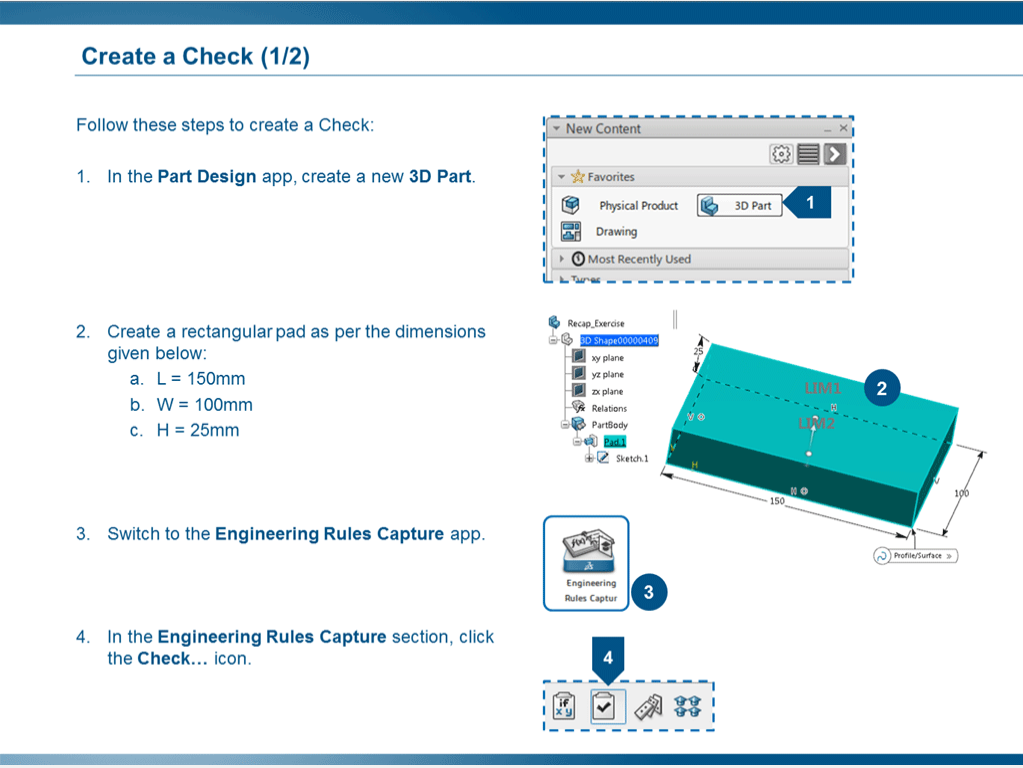 Create a Check (1/2)
Follow these steps to create a Check:
1. In the Part Design app, create a new 3D Part.
2. Create a rectangular pad as per the dimensions
given below:
a. L = 150mm
b. W = 100mm
c. H = 25mm
3. Switch to the Engineering Rules Capture app.
4. In the Engineering Rules Capture section, click
the Check… icon.
New Content
Favorites
Physical Product
3D Part
1
Drawing
Most Recently Used
Types
Recap_Exercise
3D Shape00000409
xy plane
yz plane
zx plane
Relations
PartBody
Pad.1
Sketch.1
25
LIM1
2
H
LIM2
V
V
H
H
V
150
100
Profile/Surface »
f(x)
Engineering
Rules Captur
3
4
if
x y